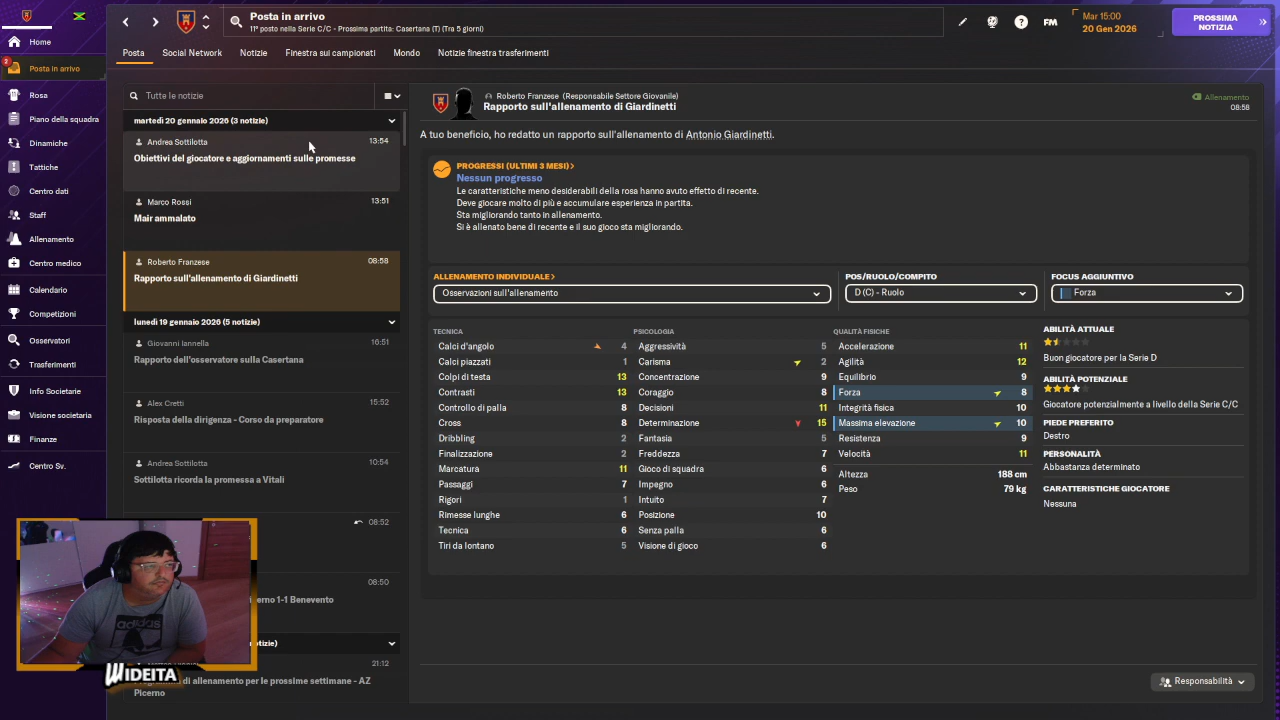 Posta in arrivo
11° posto nella Serie C/C - Prossima partita: Casertana (T) (Tra 5 giorni)
FM
Mar 15:00
20 Gen 2026
PROSSIMA
NOTIZIA
Home
2
Posta in arrivo
Rosa
Piano della squadra
Dinamiche
Tattiche
Centro dati
Staff
Allenamento
Centro medico
Calendario
Competizioni
Osservatori
Trasferimenti
Info Societarie
Visione societaria
Finanze
Centro Sv.
Posta
Social Network
Notizie
Finestra sui campionati
Mondo
Notizie finestra trasferimenti
Tutte le notizie
martedì 20 gennaio 2026 (3 notizie)
Andrea Sottilotta
13:54
Obiettivi del giocatore e aggiornamenti sulle promesse
Marco Rossi
13:51
Mair ammalato
Roberto Franzese
08:58
Rapporto sull'allenamento di Giardinetti
lunedì 19 gennaio 2026 (5 notizie)
Giovanni Iannella
16:51
Rapporto dell'osservatore sulla Casertana
Alex Cretti
15:52
Risposta della dirigenza - Corso da preparatore
Andrea Sottilotta
10:54
Sottilotta ricorda la promessa a Vitali
08:52
08:50
erno 1-1 Benevento
otizie)
21:12
di allenamento per le prossime settimane - AZ
Picerno
adidas
WIDEITA
Roberto Franzese (Responsabile Settore Giovanile)
Rapporto sull'allenamento di Giardinetti
Allenamento
08:58
A tuo beneficio, ho redatto un rapporto sull'allenamento di Antonio Giardinetti.
PROGRESSI (ULTIMI 3 MESI)>
Nessun progresso
Le caratteristiche meno desiderabili della rosa hanno avuto effetto di recente.
Deve giocare molto di più e accumulare esperienza in partita.
Sta migliorando tanto in allenamento.
Si è allenato bene di recente e il suo gioco sta migliorando.
ALLENAMENTO INDIVIDUALE>
Osservazioni sull'allenamento
POS/RUOLO/COMPITO
D (C) - Ruolo
FOCUS AGGIUNTIVO
Forza
TECNICA
Calci d'angolo 4
Calci piazzati 1
Colpi di testa 13
Contrasti 13
Controllo di palla 8
Cross 8
Dribbling 2
Finalizzazione 2
Marcatura 11
Passaggi 7
Rigori 1
Rimesse lunghe 6
Tecnica 6
Tiri da lontano 5
PSICOLOGIA
Aggressività 5
Carisma 2
Concentrazione 9
Coraggio 8
Decisioni 11
Determinazione 15
Fantasia 5
Freddezza 7
Gioco di squadra 6
Impegno 6
Intuito 7
Posizione 10
Senza palla 6
Visione di gioco 6
QUALITÀ FISICHE
Accelerazione 11
Agilità 12
Equilibrio 9
Forza 8
Integrità fisica 10
Massima elevazione 10
Resistenza 9
Velocità 11
Altezza 188 cm
Peso 79 kg
ABILITÀ ATTUALE
Buon giocatore per la Serie D
ABILITÀ POTENZIALE
Giocatore potenzialmente a livello della Serie C/C
PIEDE PREFERITO
Destro
PERSONALITÀ
Abbastanza determinato
CARATTERISTICHE GIOCATORE
Nessuna
Responsabilità